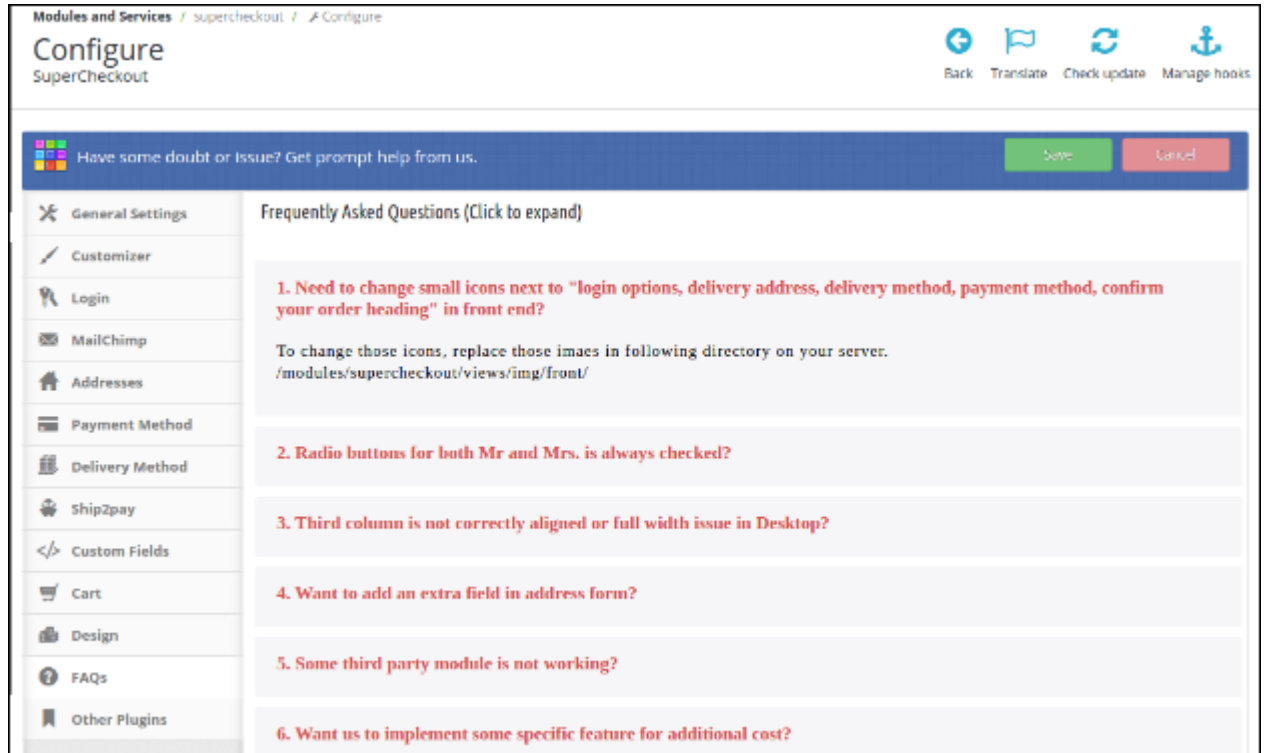 Modules and Services / supercheckout / Configure
Configure
SuperCheckout
Back Translate Check update Manage hooks
Have some doubt or issue? Get prompt help from us.
Save Cancel
General Settings
Customizer
Login
MailChimp
Addresses
Payment Method
Delivery Method
Ship2pay
Custom Fields
Cart
Design
FAQs
Other Plugins
Frequently Asked Questions (Click to expand)
1. Need to change small icons next to "login options, delivery address, delivery method, payment method, confirm
your order heading" in front end?
To change those icons, replace those imaes in following directory on your server.
/modules/supercheckout/views/img/front/
2. Radio buttons for both Mr and Mrs. is always checked?
3. Third column is not correctly aligned or full width issue in Desktop?
4. Want to add an extra field in address form?
5. Some third party module is not working?
6. Want us to implement some specific feature for additional cost?